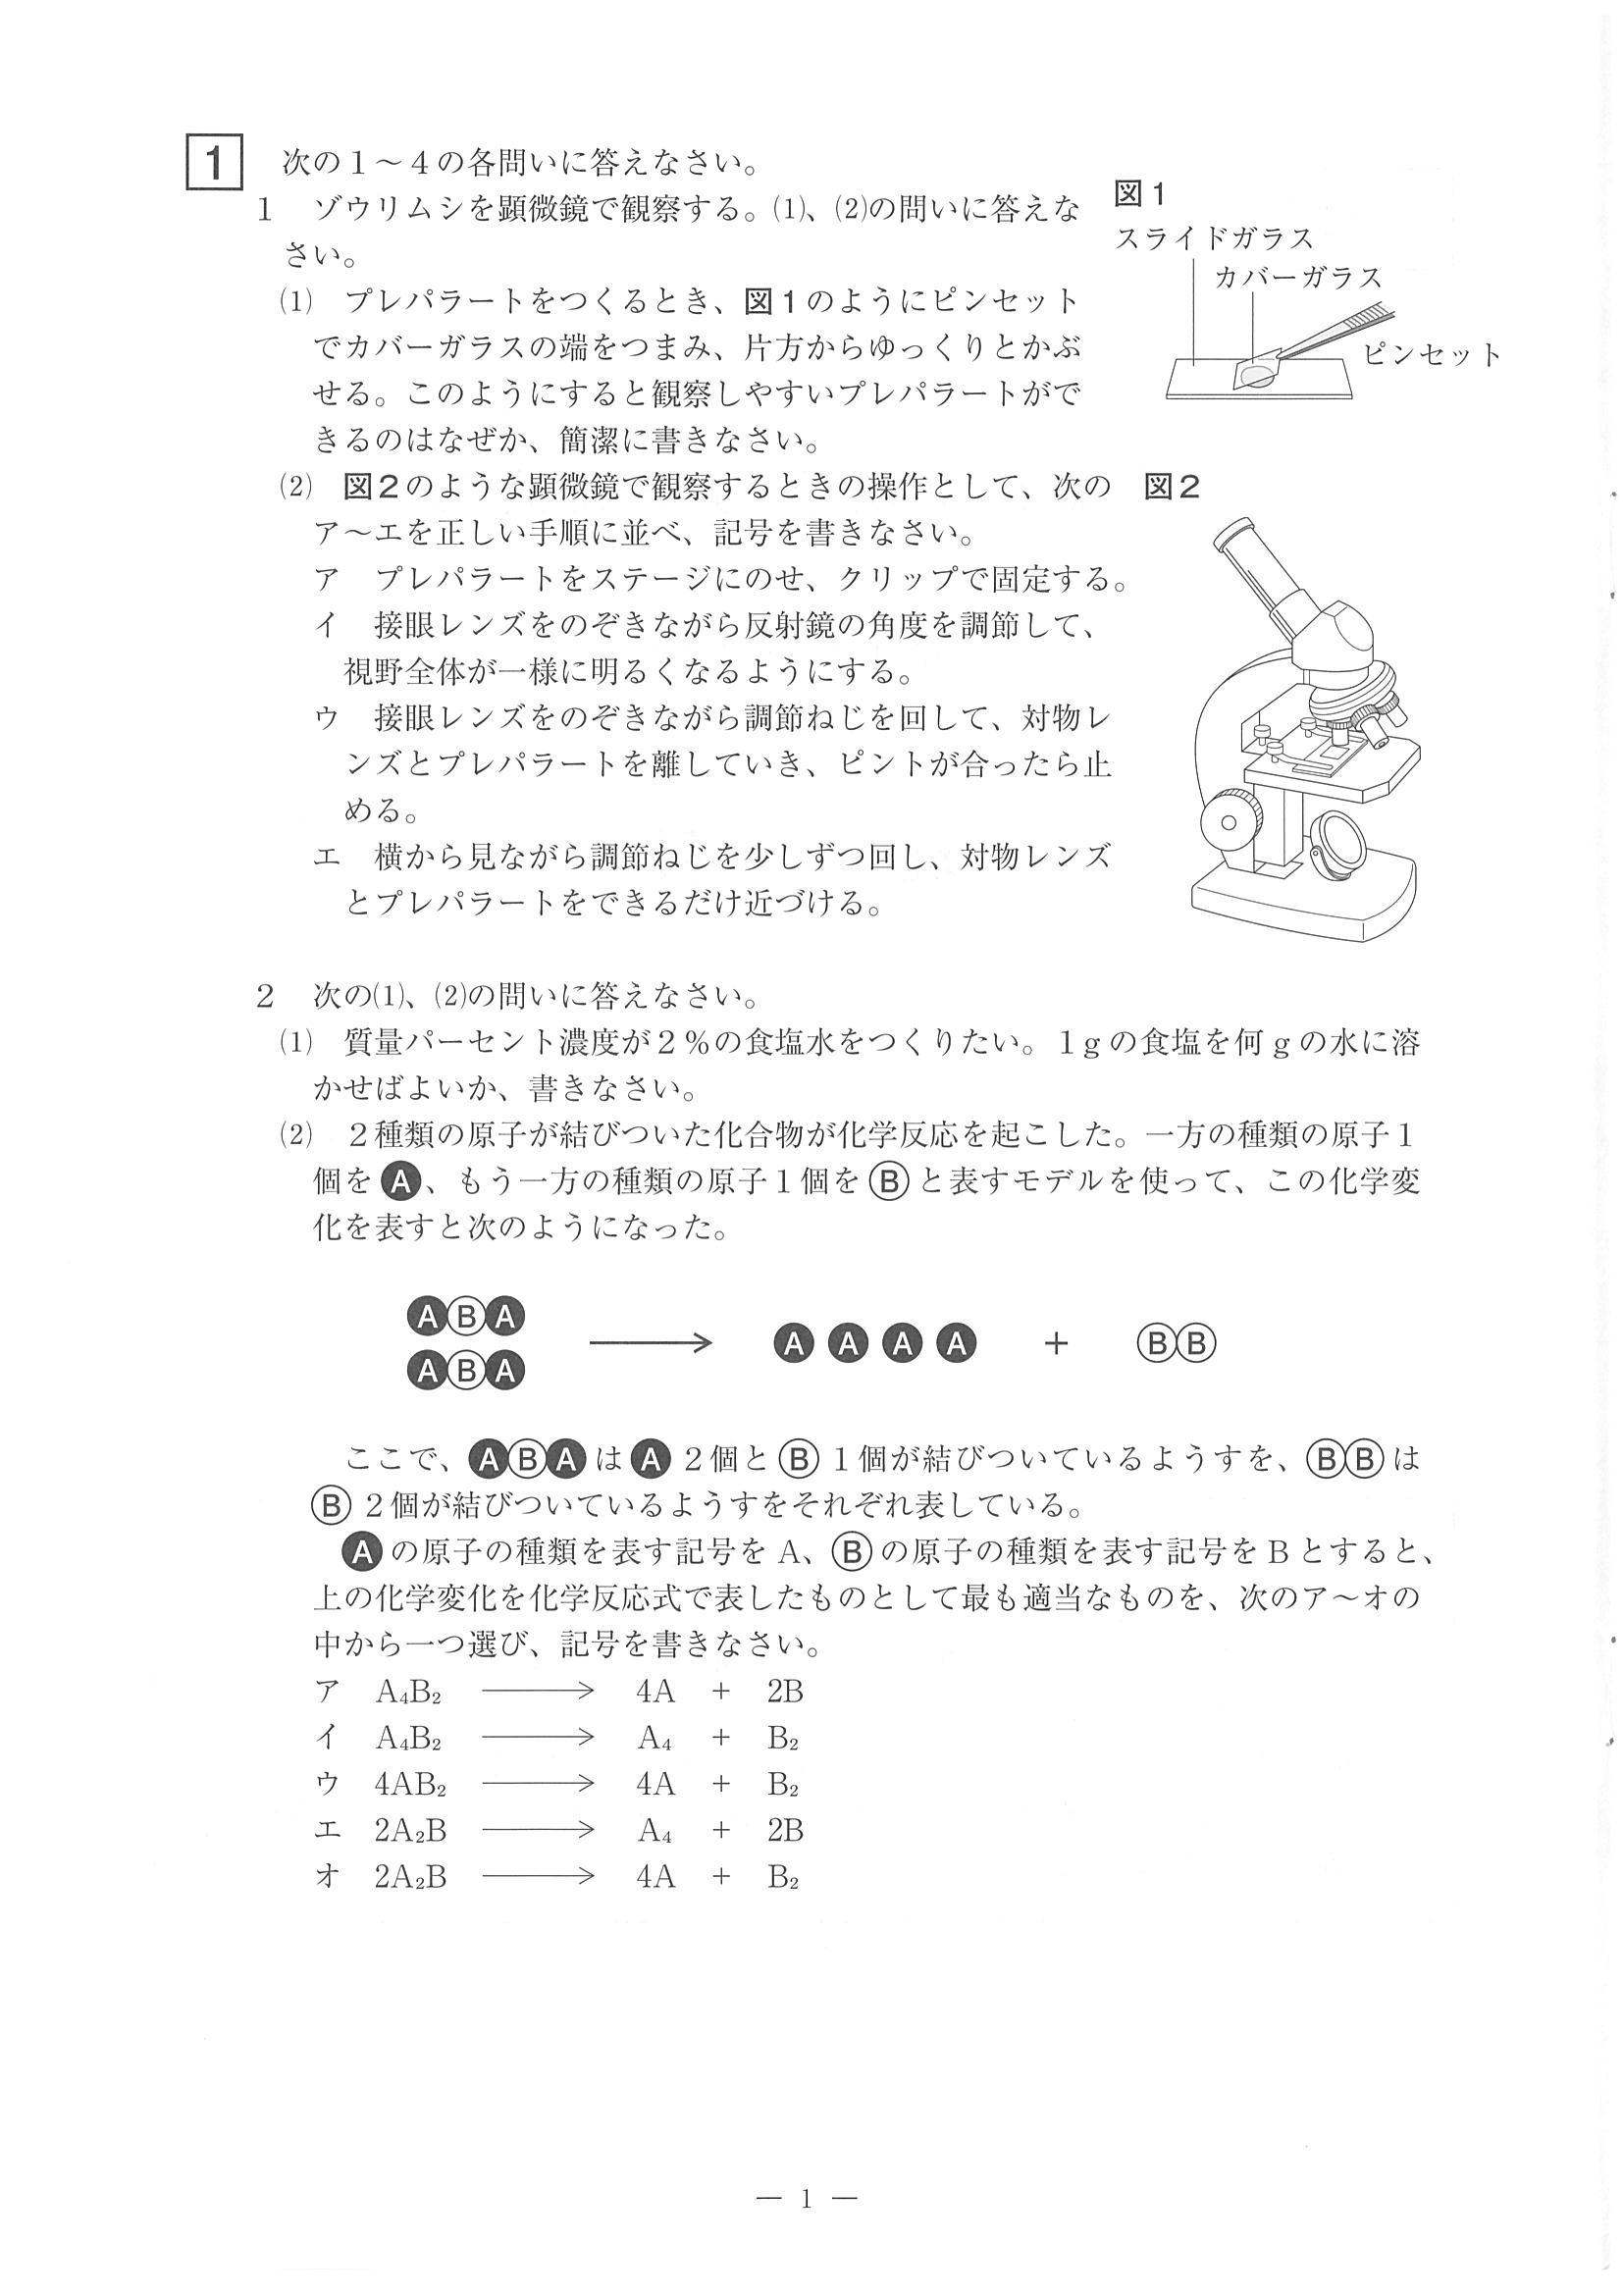 1 次の1～4の各問いに答えなさい。
1 ゾウリムシを顕微鏡で観察する。⑴、⑵の問いに答えな
さい。
図1
スライドガラス
カバーガラス
ピンセット
⑴ プレパラートをつくるとき、図1のようにピンセット
でカバーガラスの端をつまみ、片方からゆっくりとかぶ
せる。このようにすると観察しやすいプレパラートがで
きるのはなぜか、簡潔に書きなさい。
⑵ 図2のような顕微鏡で観察するときの操作として、次の
ア～エを正しい手順に並べ、記号を書きなさい。
図2
ア プレパラートをステージにのせ、クリップで固定する。
イ 接眼レンズをのぞきながら反射鏡の角度を調節して、
視野全体が一様に明るくなるようにする。
ウ 接眼レンズをのぞきながら調節ねじを回して、対物レ
ンズとプレパラートを離していき、ピントが合ったら止
める。
エ 横から見ながら調節ねじを少しずつ回し、対物レンズ
とプレパラートをできるだけ近づける。
2 次の⑴、⑵の問いに答えなさい。
⑴ 質量パーセント濃度が2％の食塩水をつくりたい。1gの食塩を何gの水に溶
かせばよいか、書きなさい。
⑵ 2種類の原子が結びついた化合物が化学反応を起こした。一方の種類の原子1
個をA、もう一方の種類の原子1個をBと表すモデルを使って、この化学変
化を表すと次のようになった。
ABA
ABA
→ A A A A + BB
ここで、ABAはA 2個とB 1個が結びついているようすを、BBは
B 2個が結びついているようすをそれぞれ表している。
Aの原子の種類を表す記号をA、Bの原子の種類を表す記号をBとすると、
上の化学変化を化学反応式で表したものとして最も適当なものを、次のア～オの
中から一つ選び、記号を書きなさい。
ア A₄B₂ → 4A + 2B
イ A₄B₂ → A₄ + B₂
ウ 4AB₂ → 4A + B₂
エ 2A₂B → A₄ + 2B
オ 2A₂B → 4A + B₂
— 1 —